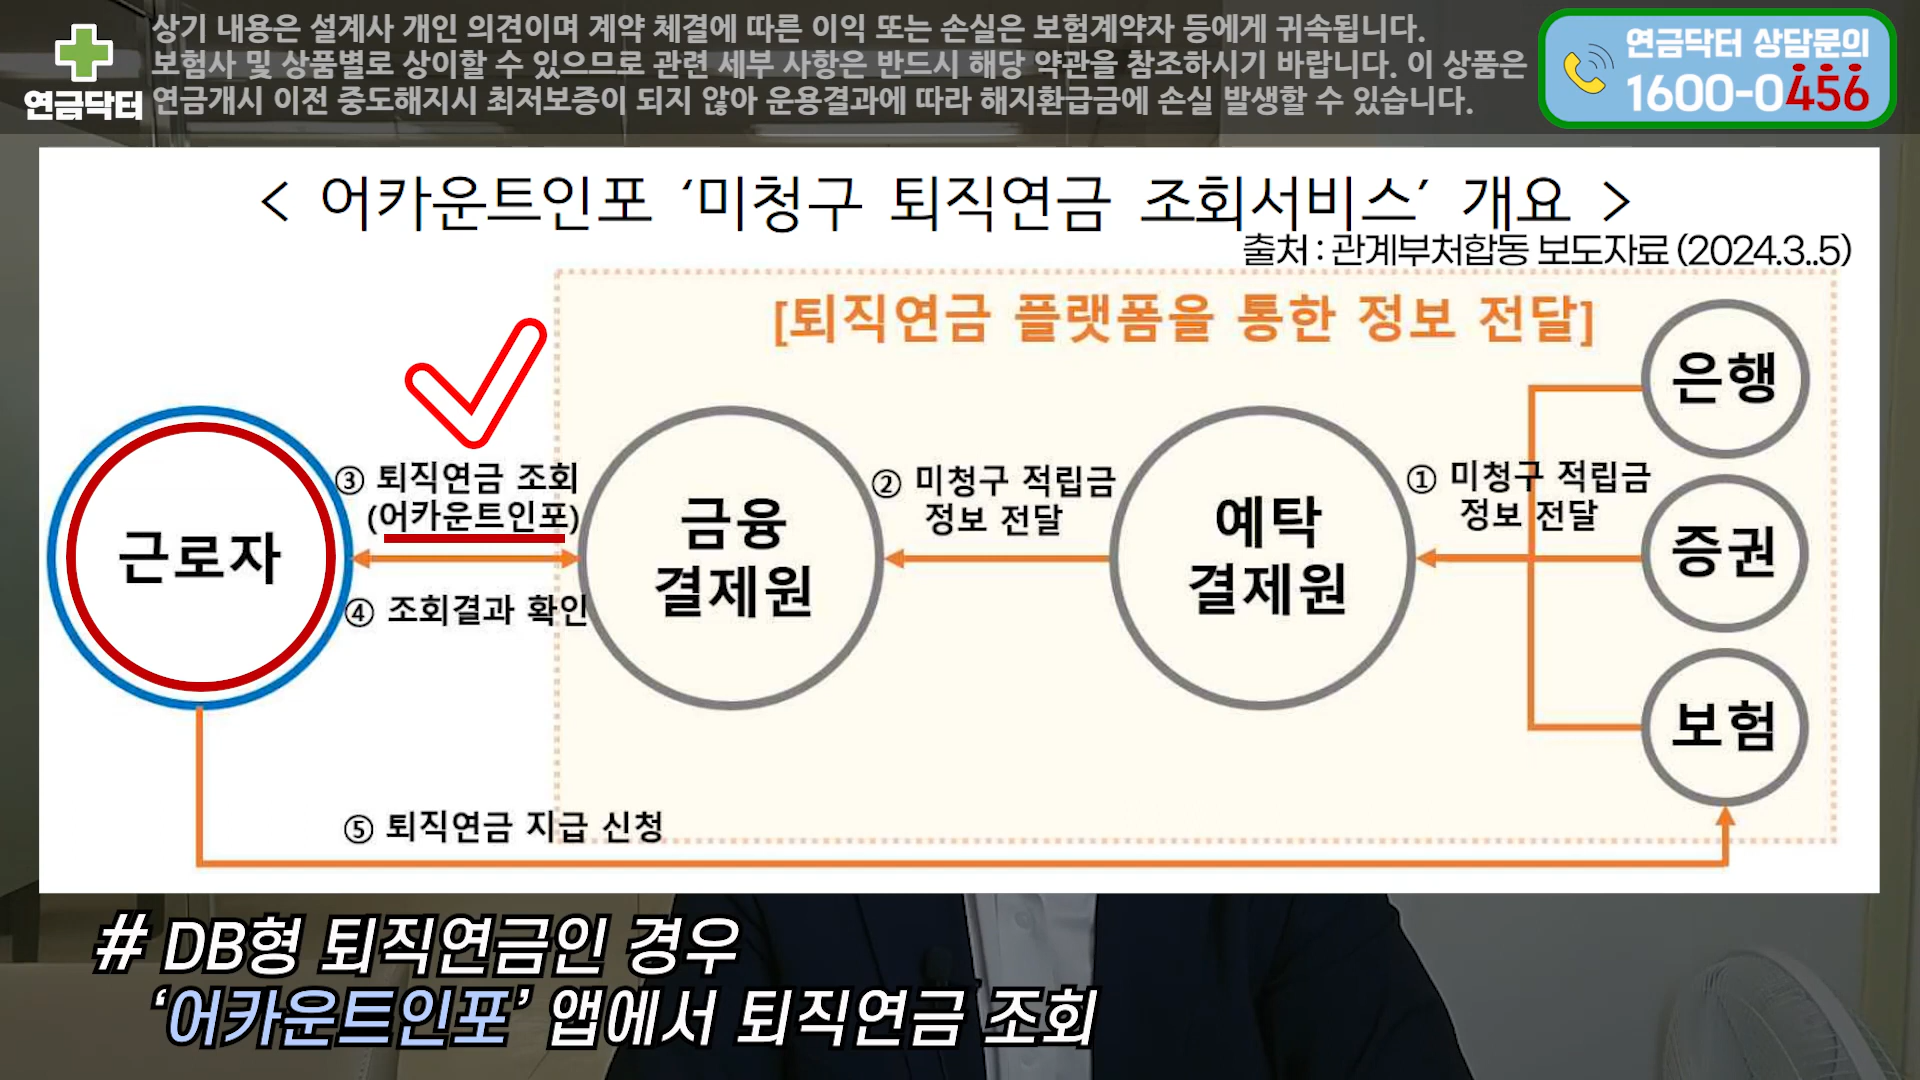 상기 내용은 설계사 개인 의견이며 계약 체결에 따른 이익 또는 손실은 보험계약자 등에게 귀속됩니다.
보험사 및 상품별로 상이할 수 있으므로 관련 세부 사항은 반드시 해당 약관을 참조하시기 바랍니다. 이 상품은
연금개시 이전 중도해지시 최저보증이 되지 않아 운용결과에 따라 해지환급금에 손실 발생할 수 있습니다.
연금닥터
연금닥터 상담문의
1600-0456
< 어카운트인포 ‘미청구 퇴직연금 조회서비스’ 개요 >
출처 : 관계부처합동 보도자료 (2024.3..5)
[퇴직연금 플랫폼을 통한 정보 전달]
근로자
③ 퇴직연금 조회
(어카운트인포)
④ 조회결과 확인
금융
결제원
② 미청구 적립금
정보 전달
예탁
결제원
① 미청구 적립금
정보 전달
은행
증권
보험
⑤ 퇴직연금 지급 신청
# DB형 퇴직연금인 경우
‘어카운트인포’ 앱에서 퇴직연금 조회